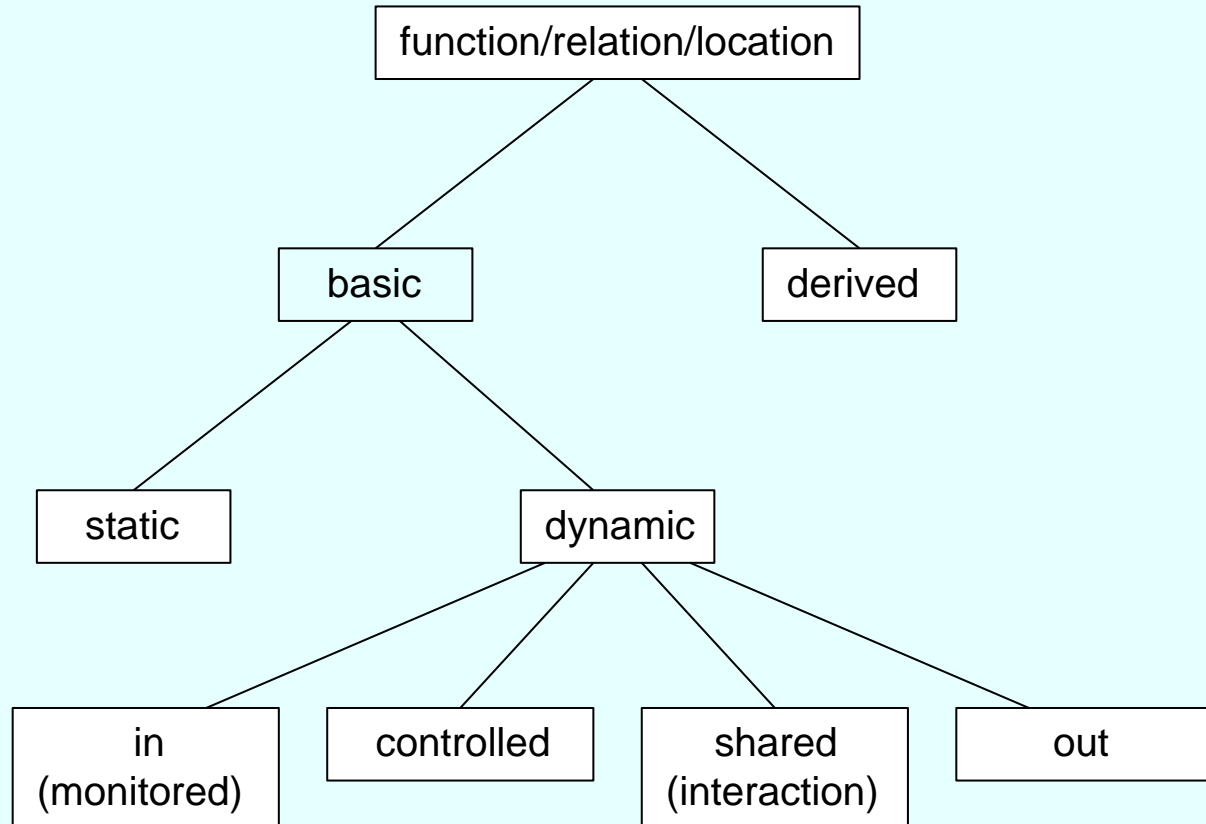 function/relation/location
basic
derived
static
dynamic
in
(monitored)
controlled
shared
(interaction)
out